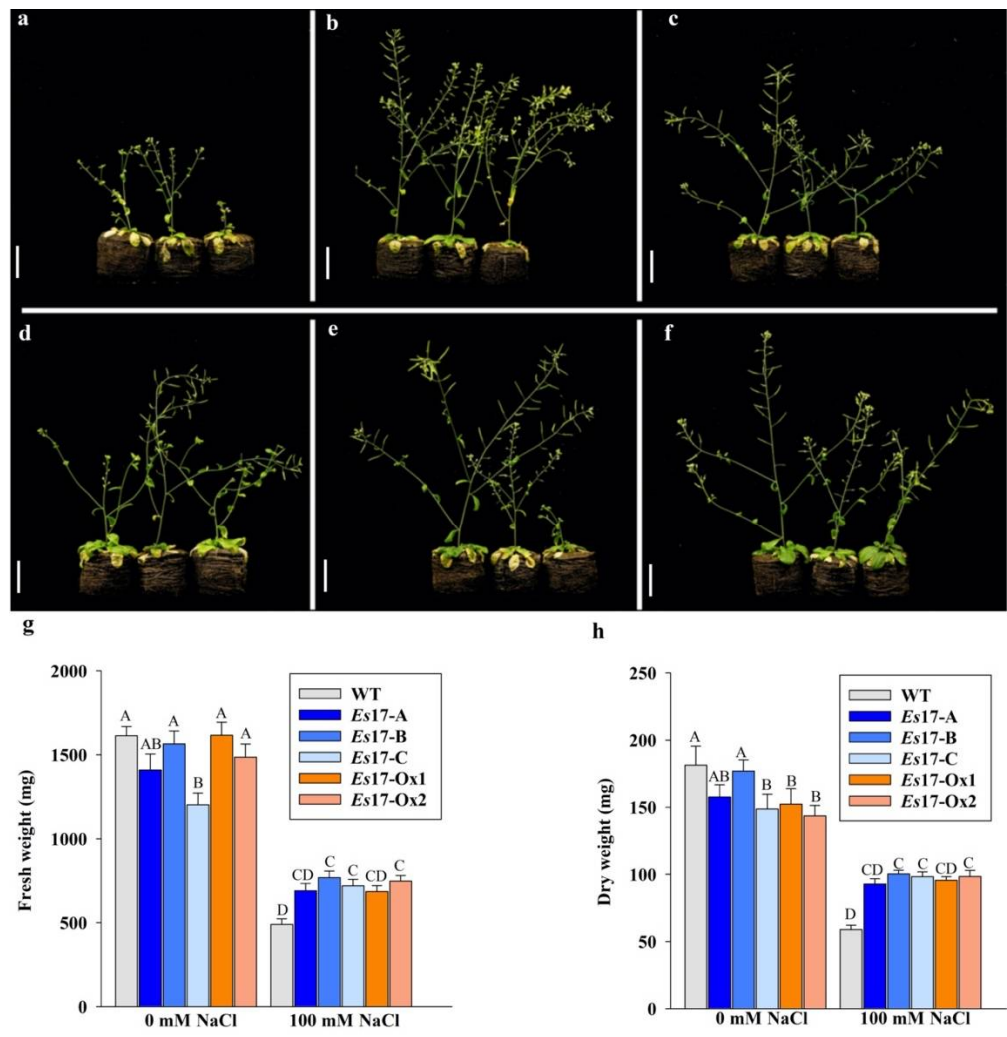 a
b
c
d
e
f
g
h
2000
1500
1000
500
0
Fresh weight (mg)
A
AB
A
B
A
A
D
CD
C
C
CD
C
WT
Es17-A
Es17-B
Es17-C
Es17-Ox1
Es17-Ox2
0 mM NaCl
100 mM NaCl
250
200
150
100
50
0
Dry weight (mg)
A
AB
A
B
B
B
D
CD
C
C
CD
C
WT
Es17-A
Es17-B
Es17-C
Es17-Ox1
Es17-Ox2
0 mM NaCl
100 mM NaCl